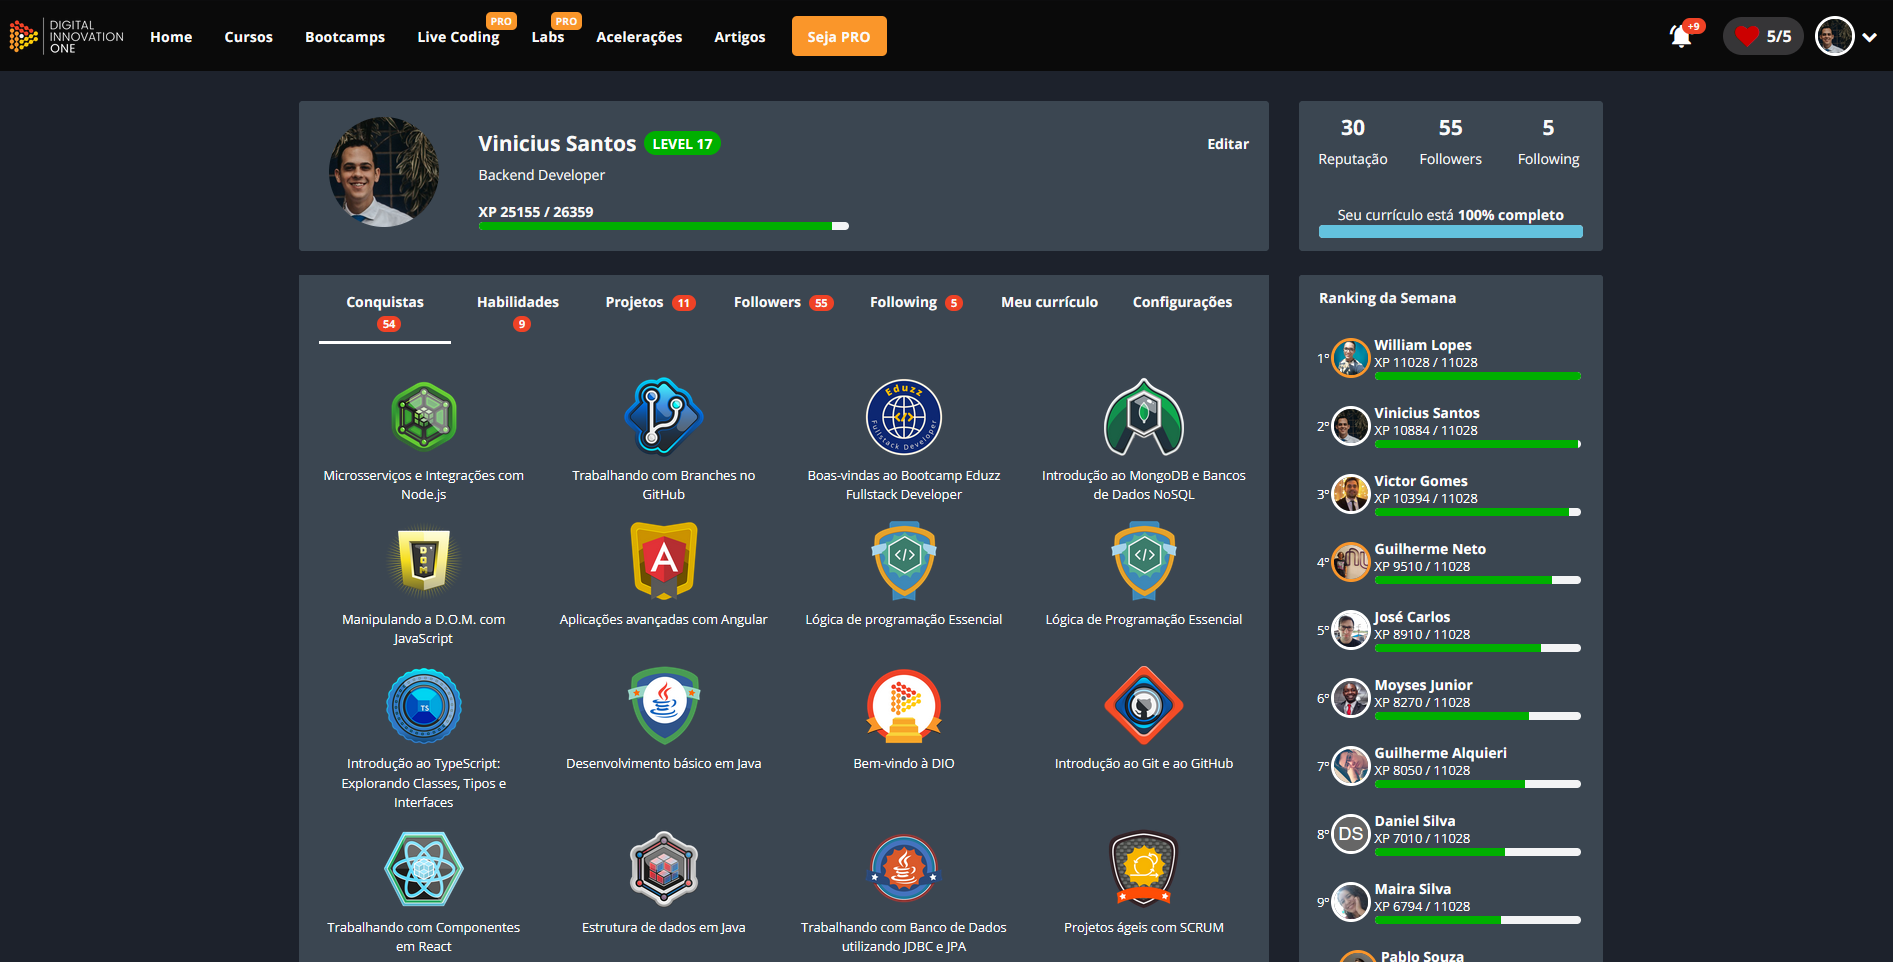 DIGITAL
INNOVATION
ONE
Home
Cursos
Bootcamps
Live Coding
PRO
Labs
PRO
Acelerações
Artigos
Seja PRO
+9
5/5
Vinicius Santos LEVEL 17
Backend Developer
XP 25155 / 26359
Editar
30
Reputação
55
Followers
5
Following
Seu currículo está 100% completo
Conquistas
54
Habilidades
9
Projetos 11
Followers 55
Following 5
Meu currículo
Configurações
Microsserviços e Integrações com
Node.js
Trabalhando com Branches no
GitHub
Eduzz
Fullstack Developer
Boas-vindas ao Bootcamp Eduzz
Fullstack Developer
Introdução ao MongoDB e Bancos
de Dados NoSQL
D.
O.
M.
Manipulando a D.O.M. com
JavaScript
A
Aplicações avançadas com Angular
</>
Lógica de programação Essencial
</>
Lógica de Programação Essencial
TS
Introdução ao TypeScript:
Explorando Classes, Tipos e
Interfaces
Desenvolvimento básico em Java
Bem-vindo à DIO
Introdução ao Git e ao GitHub
Trabalhando com Componentes
em React
Estrutura de dados em Java
Trabalhando com Banco de Dados
utilizando JDBC e JPA
Projetos ágeis com SCRUM
Ranking da Semana
1º
William Lopes
XP 11028 / 11028
2º
Vinicius Santos
XP 10884 / 11028
3º
Victor Gomes
XP 10394 / 11028
4º
Guilherme Neto
XP 9510 / 11028
5º
José Carlos
XP 8910 / 11028
6º
Moyses Junior
XP 8270 / 11028
7º
Guilherme Alquieri
XP 8050 / 11028
8º
DS
Daniel Silva
XP 7010 / 11028
9º
Maira Silva
XP 6794 / 11028
Pablo Souza